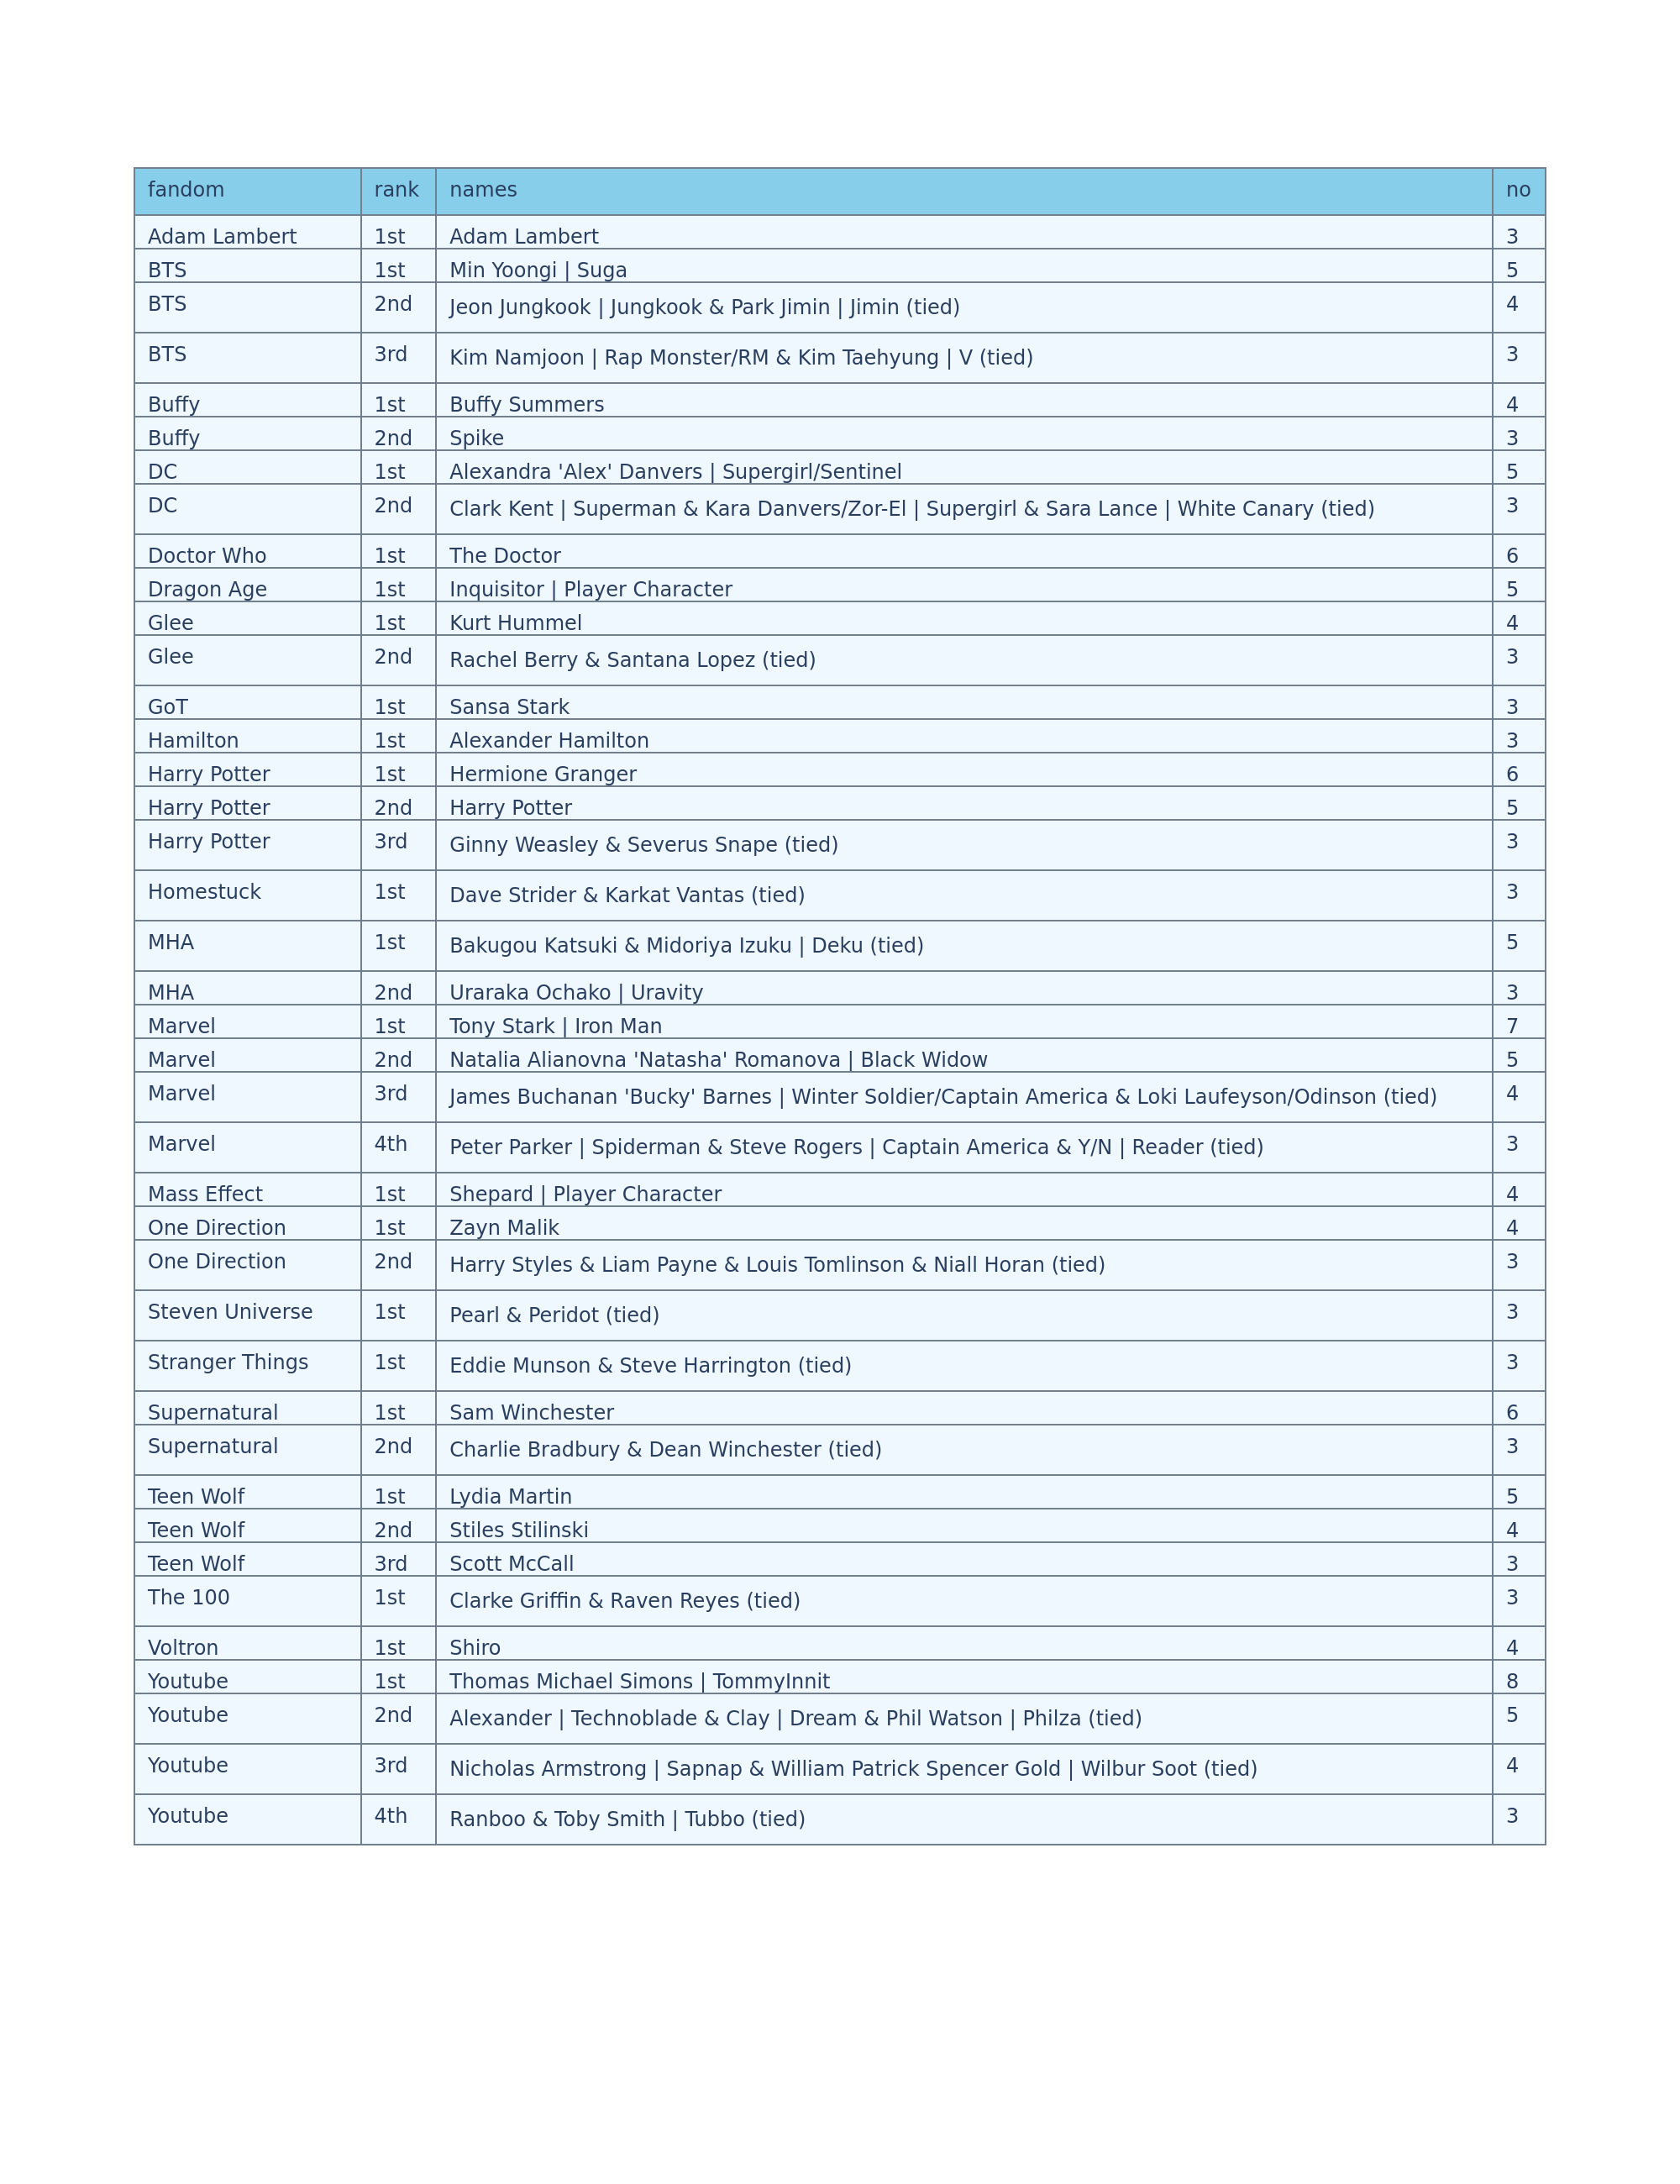 fandom rank names no
Adam Lambert 1st Adam Lambert 3
BTS 1st Min Yoongi | Suga 5
BTS 2nd Jeon Jungkook | Jungkook & Park Jimin | Jimin (tied) 4
BTS 3rd Kim Namjoon | Rap Monster/RM & Kim Taehyung | V (tied) 3
Buffy 1st Buffy Summers 4
Buffy 2nd Spike 3
DC 1st Alexandra 'Alex' Danvers | Supergirl/Sentinel 5
DC 2nd Clark Kent | Superman & Kara Danvers/Zor-El | Supergirl & Sara Lance | White Canary (tied) 3
Doctor Who 1st The Doctor 6
Dragon Age 1st Inquisitor | Player Character 5
Glee 1st Kurt Hummel 4
Glee 2nd Rachel Berry & Santana Lopez (tied) 3
GoT 1st Sansa Stark 3
Hamilton 1st Alexander Hamilton 3
Harry Potter 1st Hermione Granger 6
Harry Potter 2nd Harry Potter 5
Harry Potter 3rd Ginny Weasley & Severus Snape (tied) 3
Homestuck 1st Dave Strider & Karkat Vantas (tied) 3
MHA 1st Bakugou Katsuki & Midoriya Izuku | Deku (tied) 5
MHA 2nd Uraraka Ochako | Uravity 3
Marvel 1st Tony Stark | Iron Man 7
Marvel 2nd Natalia Alianovna 'Natasha' Romanova | Black Widow 5
Marvel 3rd James Buchanan 'Bucky' Barnes | Winter Soldier/Captain America & Loki Laufeyson/Odinson (tied) 4
Marvel 4th Peter Parker | Spiderman & Steve Rogers | Captain America & Y/N | Reader (tied) 3
Mass Effect 1st Shepard | Player Character 4
One Direction 1st Zayn Malik 4
One Direction 2nd Harry Styles & Liam Payne & Louis Tomlinson & Niall Horan (tied) 3
Steven Universe 1st Pearl & Peridot (tied) 3
Stranger Things 1st Eddie Munson & Steve Harrington (tied) 3
Supernatural 1st Sam Winchester 6
Supernatural 2nd Charlie Bradbury & Dean Winchester (tied) 3
Teen Wolf 1st Lydia Martin 5
Teen Wolf 2nd Stiles Stilinski 4
Teen Wolf 3rd Scott McCall 3
The 100 1st Clarke Griffin & Raven Reyes (tied) 3
Voltron 1st Shiro 4
Youtube 1st Thomas Michael Simons | TommyInnit 8
Youtube 2nd Alexander | Technoblade & Clay | Dream & Phil Watson | Philza (tied) 5
Youtube 3rd Nicholas Armstrong | Sapnap & William Patrick Spencer Gold | Wilbur Soot (tied) 4
Youtube 4th Ranboo & Toby Smith | Tubbo (tied) 3